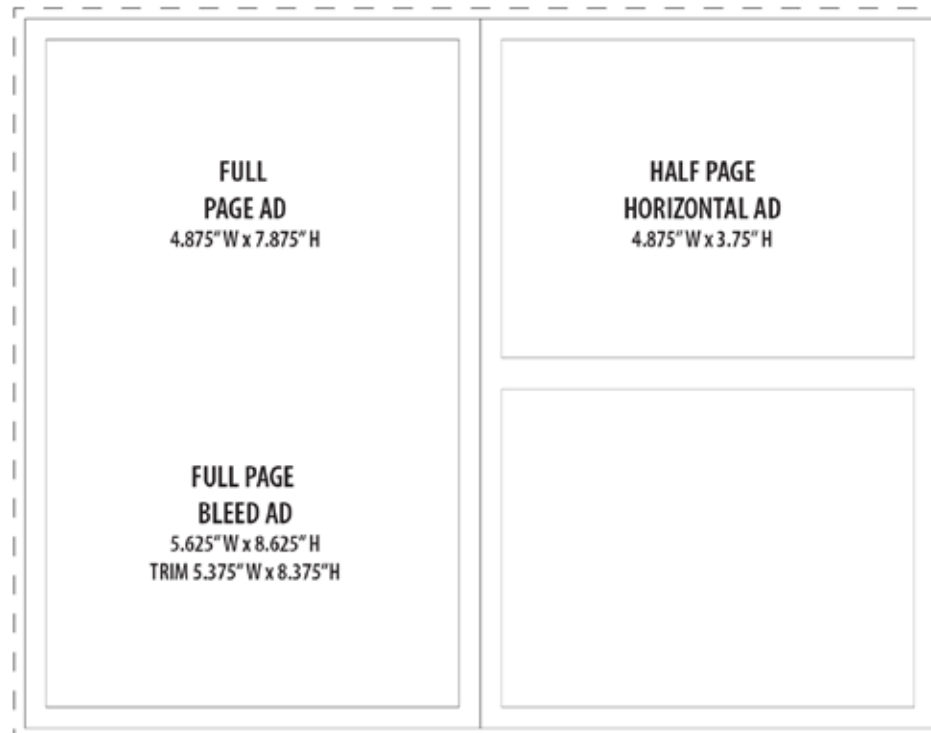 FULL
PAGE AD
4.875" W x 7.875" H
FULL PAGE
BLEED AD
5.625" W x 8.625" H
TRIM 5.375" W x 8.375"H
HALF PAGE
HORIZONTAL AD
4.875" W x 3.75" H